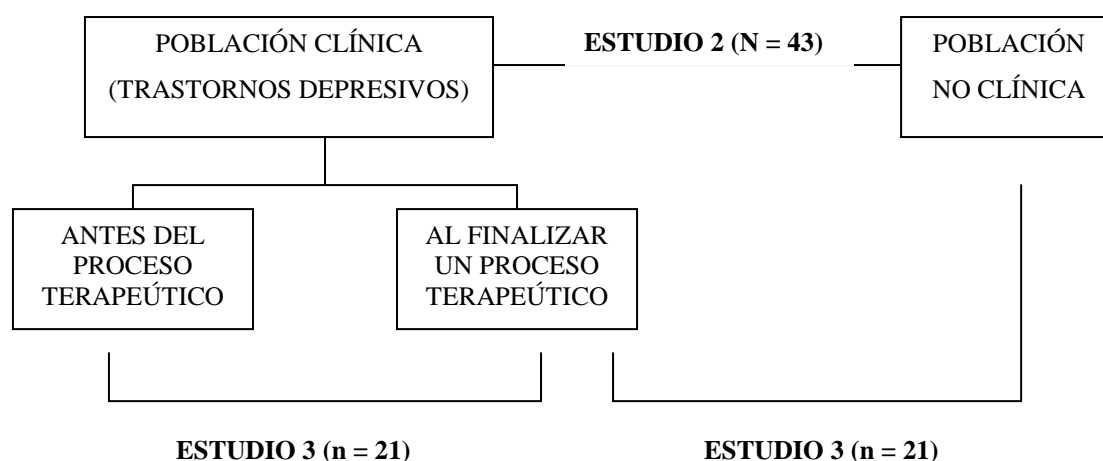 POBLACIÓN CLÍNICA
(TRASTORNOS DEPRESIVOS)
ESTUDIO 2 (N = 43)
POBLACIÓN
NO CLÍNICA
ANTES DEL
PROCESO
TERAPEÚTICO
AL FINALIZAR
UN PROCESO
TERAPEÚTICO
ESTUDIO 3 (n = 21)
ESTUDIO 3 (n = 21)